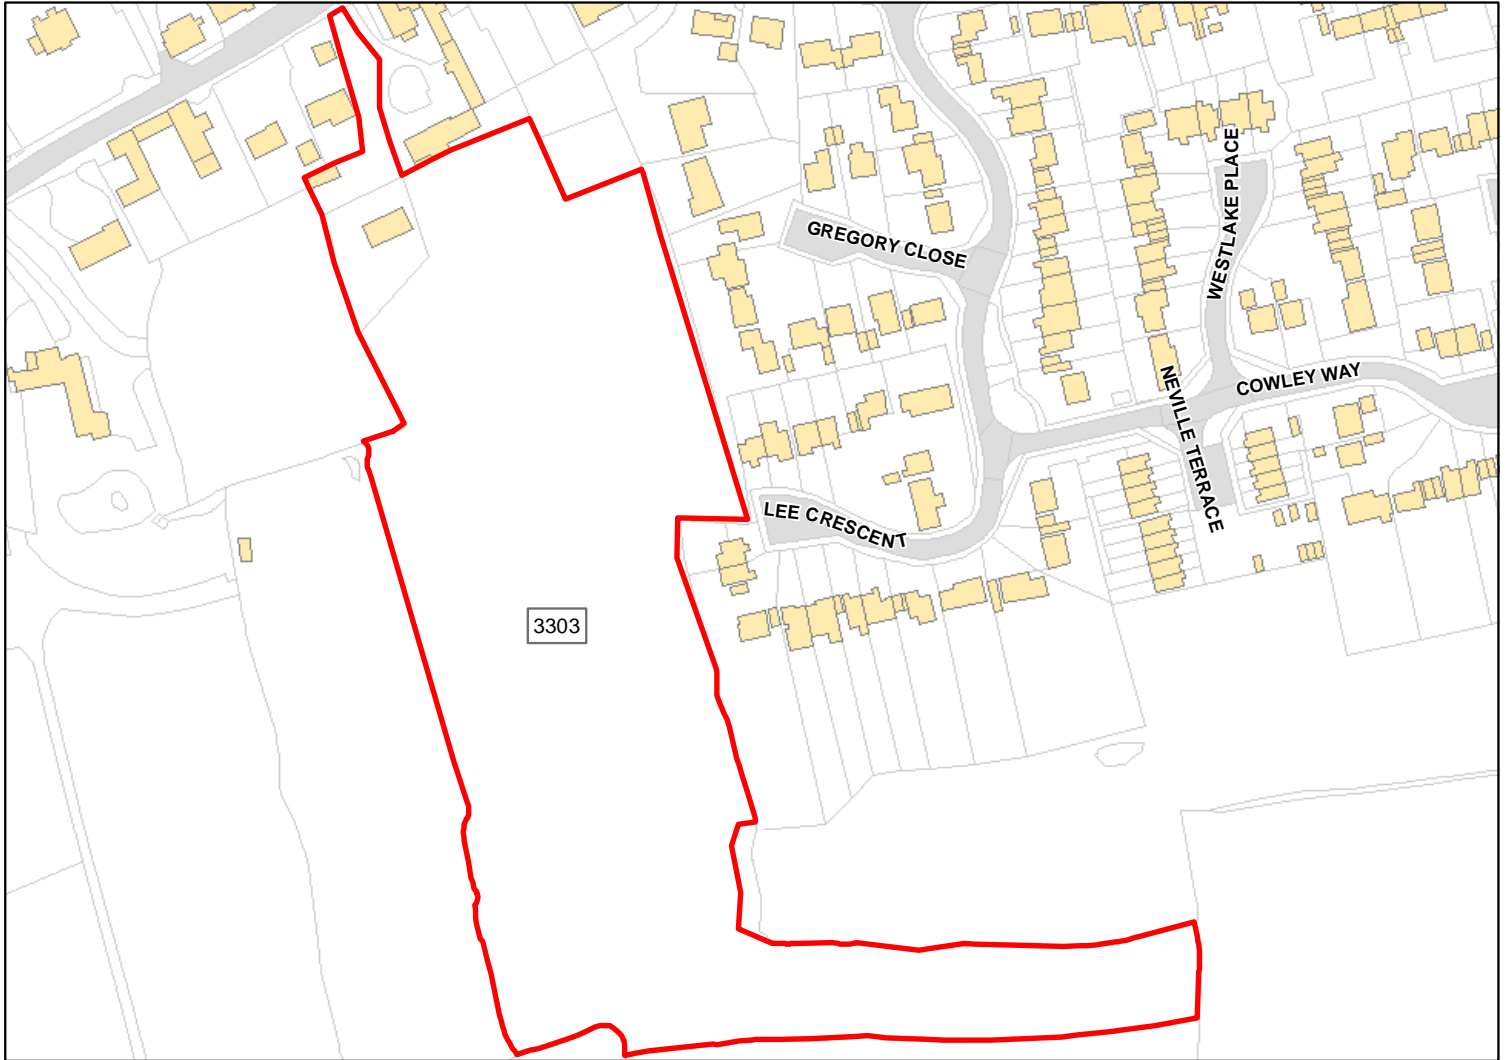 WESTLAKE PLACE
GREGORY CLOSE
COWLEY WAY
NEVILLE TERRACE
LEE CRESCENT
3303